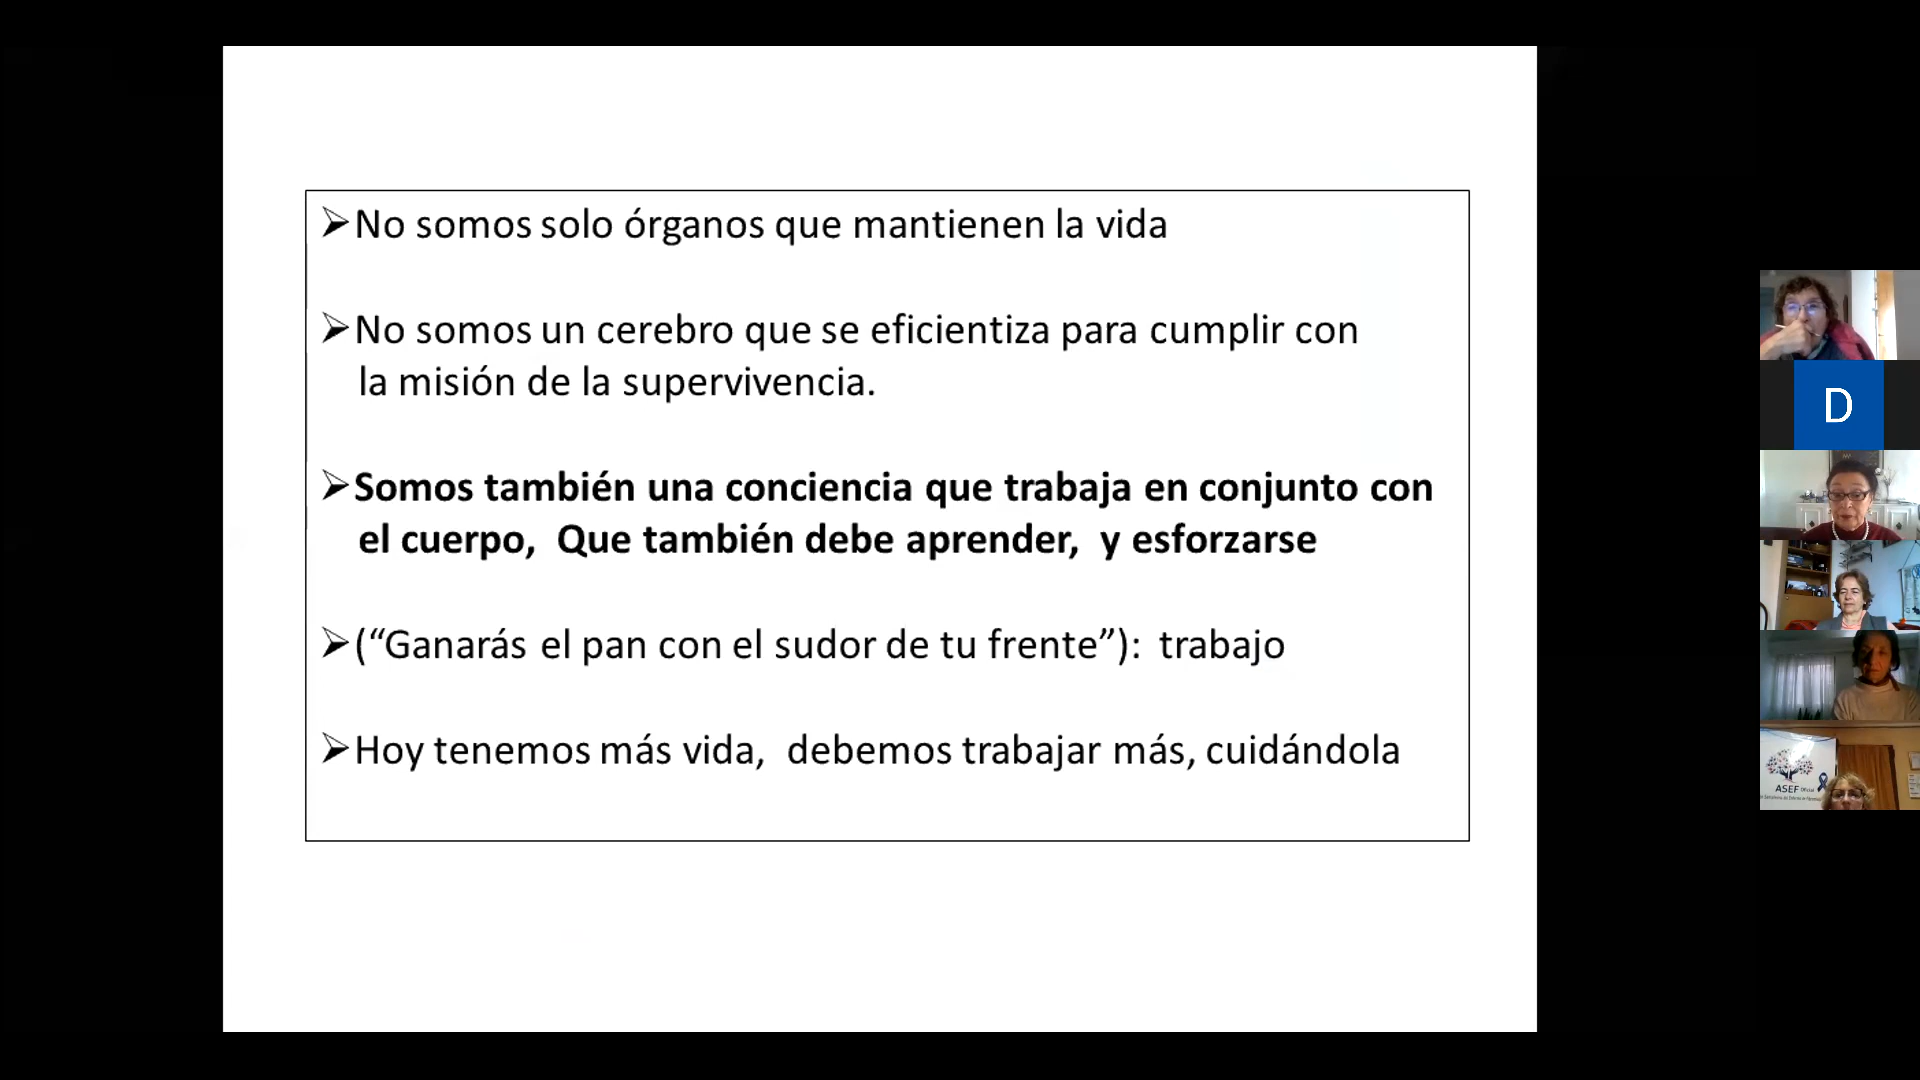 ➢No somos solo órganos que mantienen la vida
➢No somos un cerebro que se eficientiza para cumplir con
la misión de la supervivencia.
➢Somos también una conciencia que trabaja en conjunto con
el cuerpo, Que también debe aprender, y esforzarse
➢(“Ganarás el pan con el sudor de tu frente”): trabajo
➢Hoy tenemos más vida, debemos trabajar más, cuidándola
D
ASEF Oficial